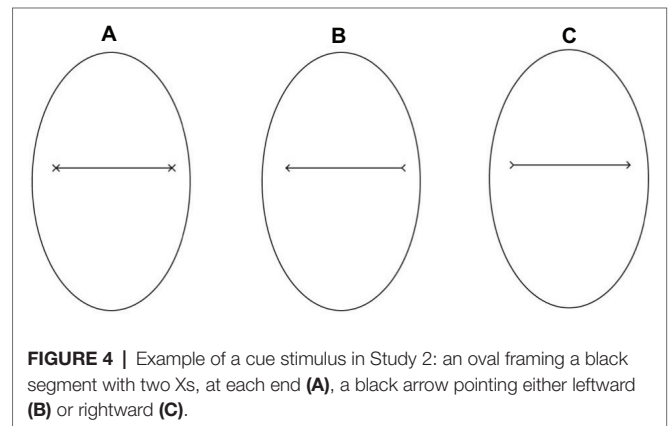 A B C
FIGURE 4 | Example of a cue stimulus in Study 2: an oval framing a black
segment with two Xs, at each end (A), a black arrow pointing either leftward
(B) or rightward (C).